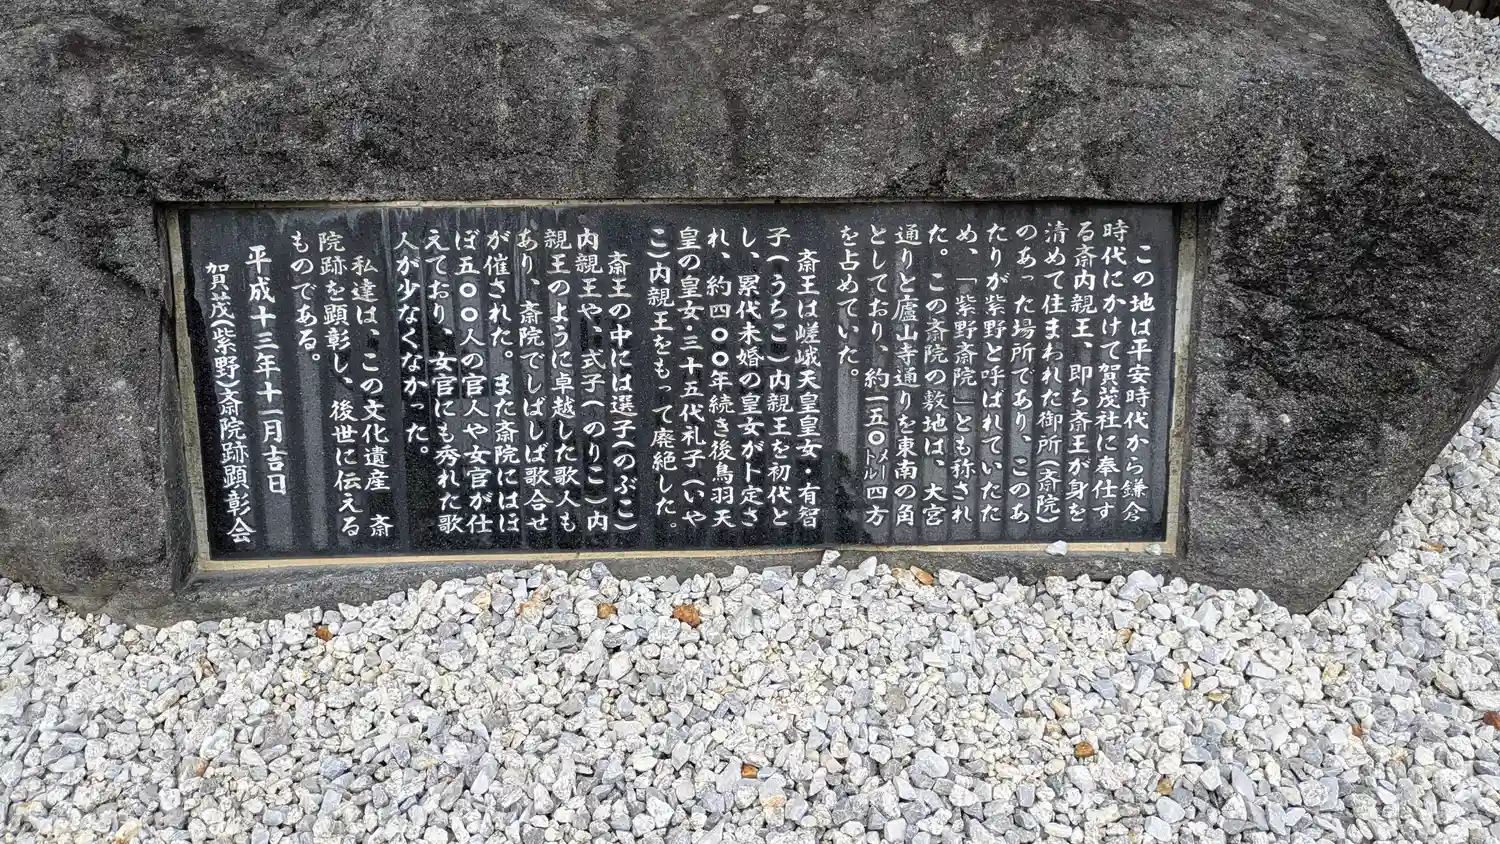 この地は平安時代から鎌倉
時代にかけて賀茂社に奉仕す
る斎内親王、即ち斎王が身を
清めて住まわれた御所(斎院)
のあった場所であり、このあ
たりが紫野と呼ばれていたた
め、「紫野斎院」とも称され
た。この斎院の敷地は、大宮
通りと廬山寺通りを東南の角
としており、約一五〇メートル四方
を占めていた。
斎王は嵯峨天皇皇女・有智
子(うちこ)内親王を初代と
し、累代未婚の皇女が卜定さ
れ、約四〇〇年続き後鳥羽天
皇の皇女・三十五代礼子(いや
こ)内親王をもって廃絶した。
斎王の中には選子(のぶこ)
内親王や、式子(のりこ)内
親王のように卓越した歌人も
あり、斎院でしばしば歌合せ
が催された。また斎院にはほ
ぼ五〇〇人の官人や女官が仕
えており、女官にも秀れた歌
人が少なくなかった。
私達は、この文化遺産 斎
院跡を顕彰し、後世に伝える
ものである。
平成十三年十一月吉日
賀茂(紫野)斎院跡顕彰会